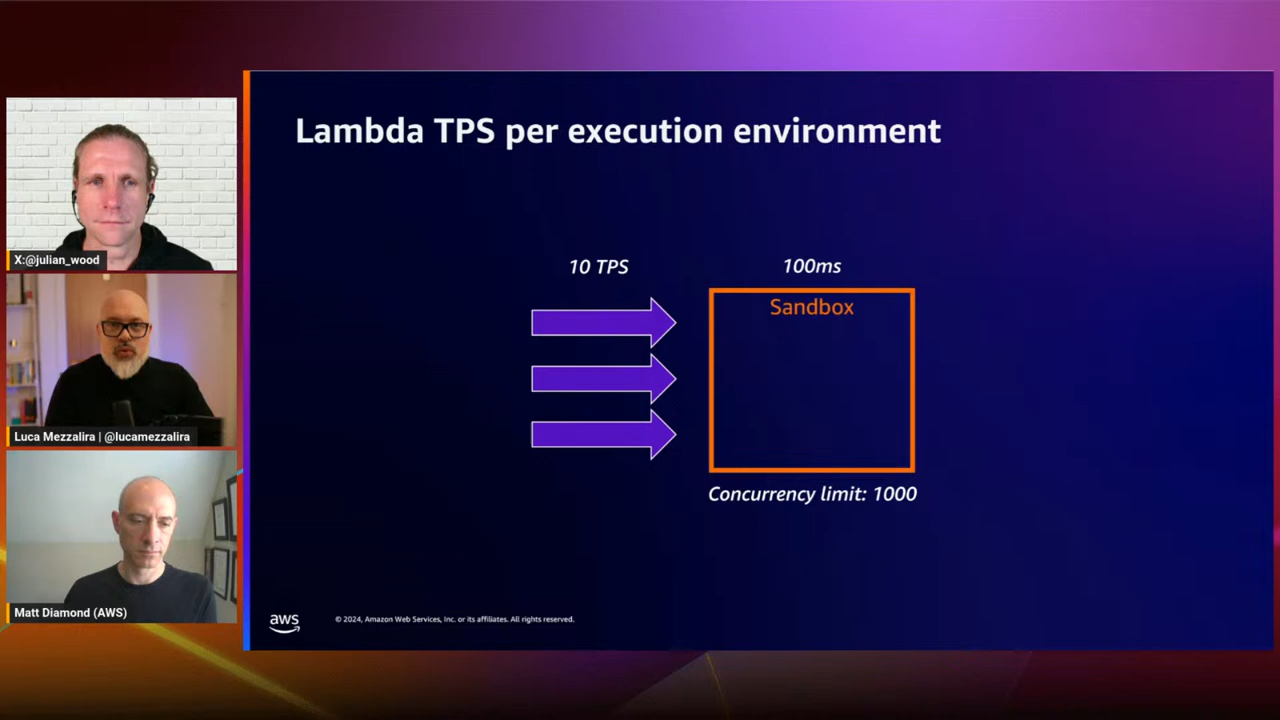 Lambda TPS per execution environment
X:@julian_wood
10 TPS
100ms
Sandbox
Luca Mezzalira | @lucamezzalira
Concurrency limit: 1000
Matt Diamond (AWS)
aws
© 2024, Amazon Web Services, Inc. or its affiliates. All rights reserved.